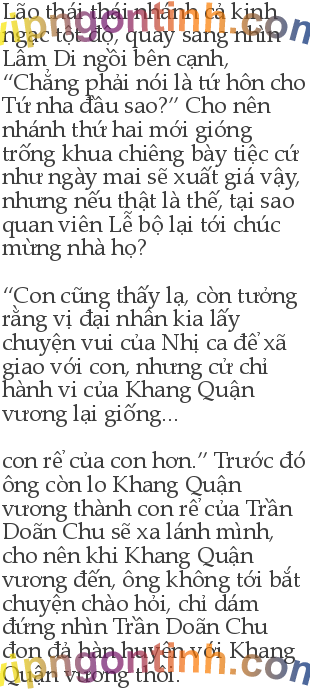 Lão thái thái nhánh cả kinh
ngạc tột độ, quay sang nhìn
Lâm Di ngồi bên cạnh,
“Chẳng phải nói là tứ hôn cho
Tứ nha đầu sao?” Cho nên
nhánh thứ hai mới gióng
trống khua chiêng bày tiệc cứ
như ngày mai sẽ xuất giá vậy,
nhưng nếu thật là thế, tại sao
quan viên Lễ bộ lại tới chúc
mừng nhà họ?
“Con cũng thấy lạ, còn tưởng
rằng vị đại nhân kia lấy
chuyện vui của Nhị ca để xã
giao với con, nhưng cử chỉ
hành vi của Khang Quận
vương lại giống...
con rể của con hơn.” Trước đó
ông còn lo Khang Quận
vương thành con rể của Trần
Doãn Chu sẽ xa lánh mình,
cho nên khi Khang Quận
vương đến, ông không tới bắt
chuyện chào hỏi, chỉ dám
đứng nhìn Trần Doãn Chu
đon đả hàn huyên với Khang
Quận vương thôi.